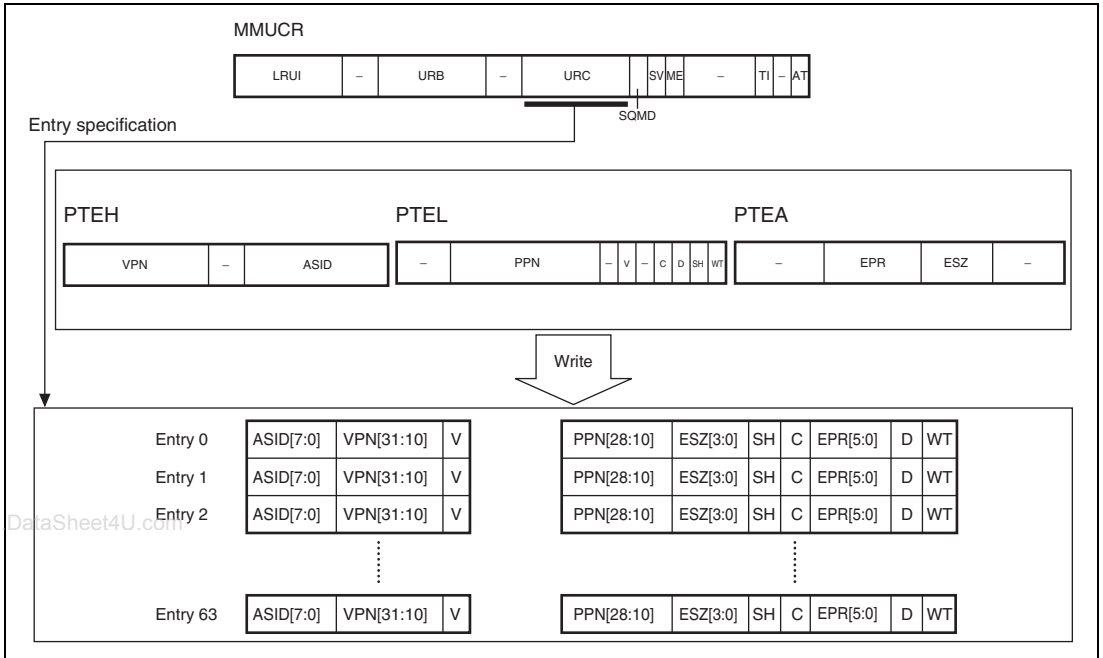 MMUCR
LRUI – URB – URC SV ME – TI – AT
SQMD
Entry specification
PTEH PTEL PTEA
VPN – ASID – PPN – V – C D SH WT – EPR ESZ –
Write
Entry 0 ASID[7:0] VPN[31:10] V PPN[28:10] ESZ[3:0] SH C EPR[5:0] D WT
Entry 1 ASID[7:0] VPN[31:10] V PPN[28:10] ESZ[3:0] SH C EPR[5:0] D WT
Entry 2 ASID[7:0] VPN[31:10] V PPN[28:10] ESZ[3:0] SH C EPR[5:0] D WT
DataSheet4U.com
Entry 63 ASID[7:0] VPN[31:10] V PPN[28:10] ESZ[3:0] SH C EPR[5:0] D WT